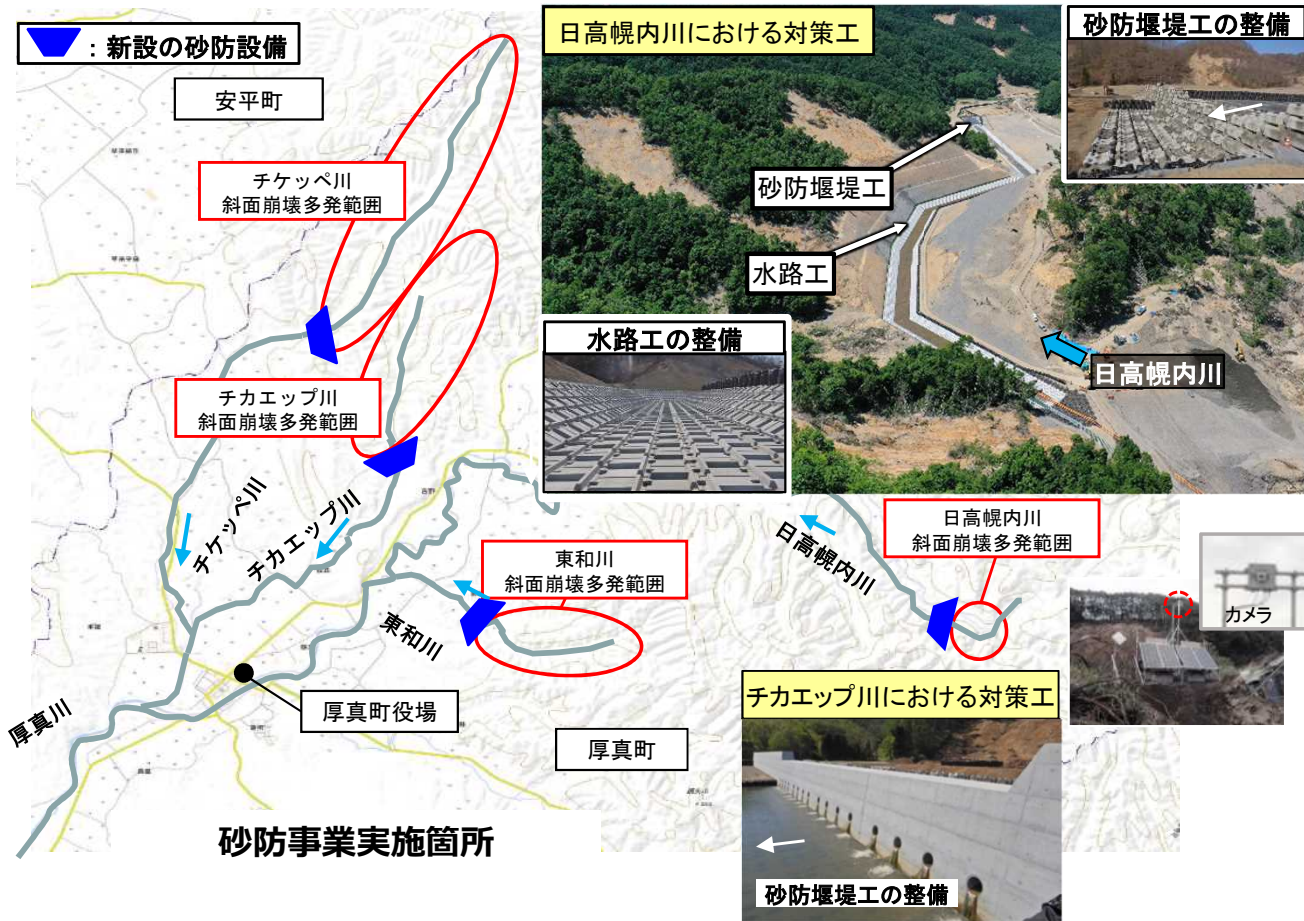 ：新設の砂防設備
安平町
チケッペ川
斜面崩壊多発範囲
チカエップ川
斜面崩壊多発範囲
チケッペ川
チカエップ川
東和川
斜面崩壊多発範囲
東和川
厚真川
厚真町役場
厚真町
砂防事業実施箇所
日高幌内川における対策工
砂防堰堤工の整備
砂防堰堤工
水路工
水路工の整備
日高幌内川
日高幌内川
斜面崩壊多発範囲
日高幌内川
カメラ
チカエップ川における対策工
砂防堰堤工の整備